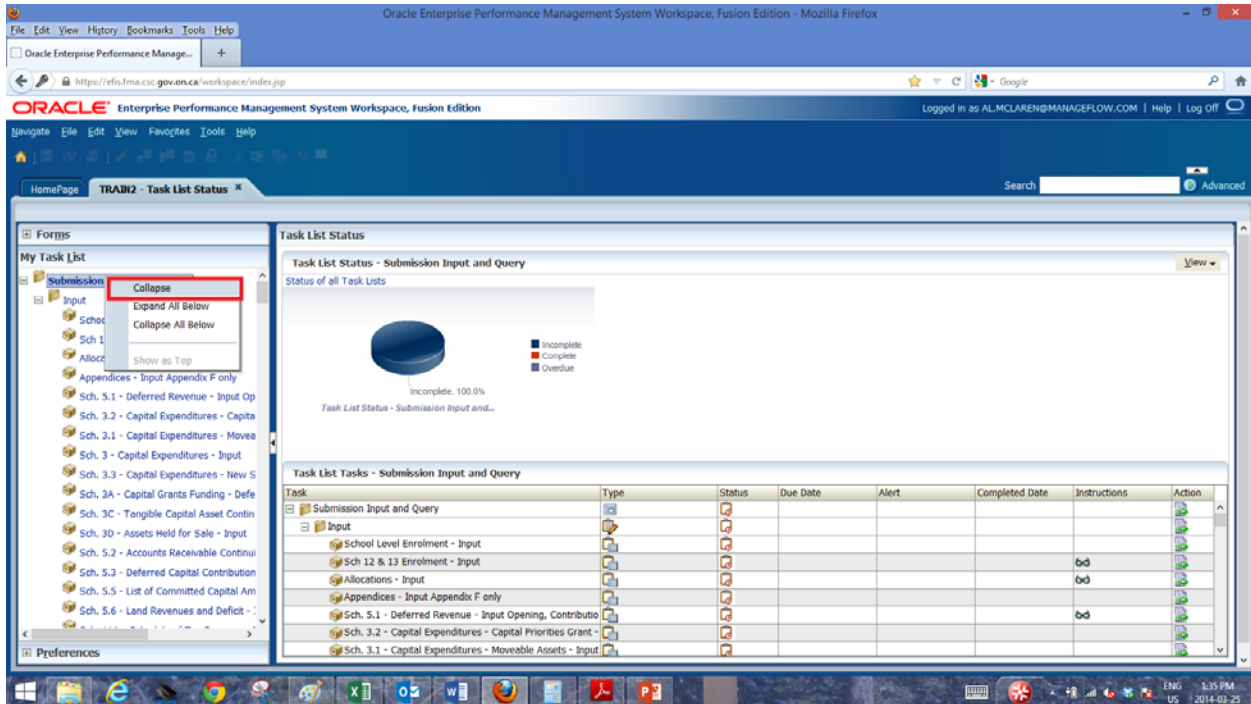 Oracle Enterprise Performance Management System Workspace, Fusion Edition - Mozilla Firefox
File Edit View History Bookmarks Tools Help
Oracle Enterprise Performance Manage...
https://efis.fma.csc.gov.on.ca/workspace/index.jsp
Google
ORACLE Enterprise Performance Management System Workspace, Fusion Edition
Logged in as AL.MCLAREN@MANAGEFLOW.COM | Help | Log Off
Navigate File Edit View Favorites Tools Help
HomePage
TRAIN2 - Task List Status
Search
Advanced
Forms
My Task List
Submission
Input
Schoo
Sch 1
Alloca
Appendices - Input Appendix F only
Sch. 5.1 - Deferred Revenue - Input Op
Sch. 3.2 - Capital Expenditures - Capita
Sch. 3.1 - Capital Expenditures - Movea
Sch. 3 - Capital Expenditures - Input
Sch. 3.3 - Capital Expenditures - New S
Sch. 3A - Capital Grants Funding - Defe
Sch. 3C - Tangible Capital Asset Contin
Sch. 3D - Assets Held for Sale - Input
Sch. 5.2 - Accounts Receivable Continui
Sch. 5.3 - Deferred Capital Contribution
Sch. 5.5 - List of Committed Capital Am
Sch. 5.6 - Land Revenues and Deficit -
Preferences
Collapse
Expand All Below
Collapse All Below
Show as Top
Task List Status
Task List Status - Submission Input and Query
View
Status of all Task Lists
Incomplete
Complete
Overdue
Incomplete, 100.0%
Task List Status - Submission Input and...
Task List Tasks - Submission Input and Query
Task Type Status Due Date Alert Completed Date Instructions Action
Submission Input and Query
Input
School Level Enrolment - Input
Sch 12 & 13 Enrolment - Input
Allocations - Input
Appendices - Input Appendix F only
Sch. 5.1 - Deferred Revenue - Input Opening, Contributio
Sch. 3.2 - Capital Expenditures - Capital Priorities Grant -
Sch. 3.1 - Capital Expenditures - Moveable Assets - Input
ENG 1:35 PM
US 2014-03-25